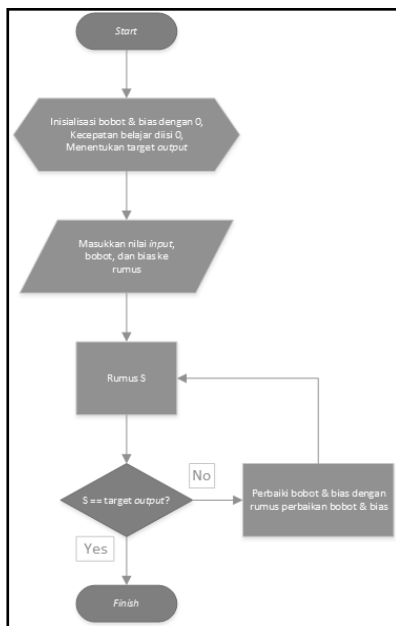 Start
Inisialisasi bobot & bias dengan 0,
Kecepatan belajar diisi 0,
Menentukan target output
Masukkan nilai input,
bobot, dan bias ke
rumus
Rumus S
S == target output?
No
Perbaiki bobot & bias dengan
rumus perbaikan bobot & bias
Yes
Finish